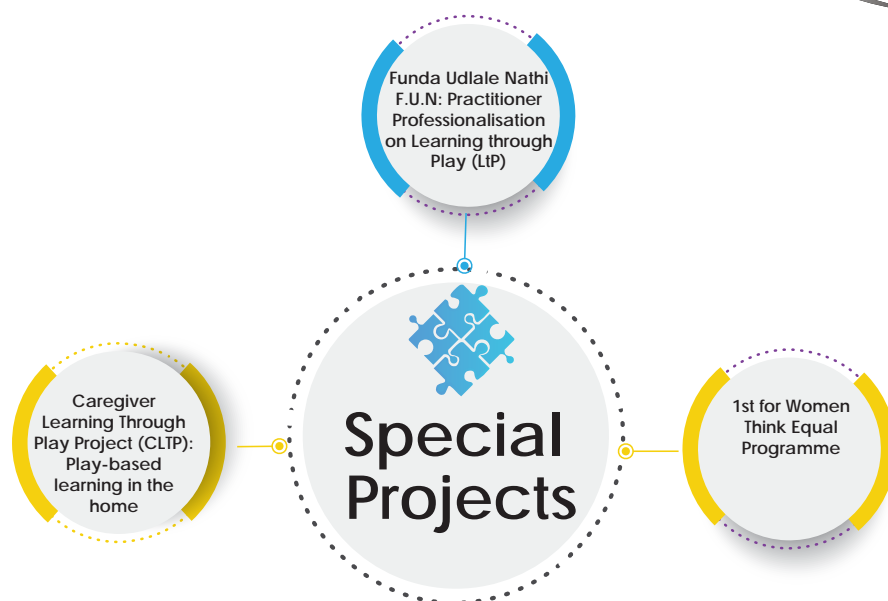 Funda Udlale Nathi
F.U.N: Practitioner
Professionalisation
on Learning through
Play (LtP)
Special
Projects
Caregiver
Learning Through
Play Project (CLTP):
Play-based
learning in the
home
1st for Women
Think Equal
Programme